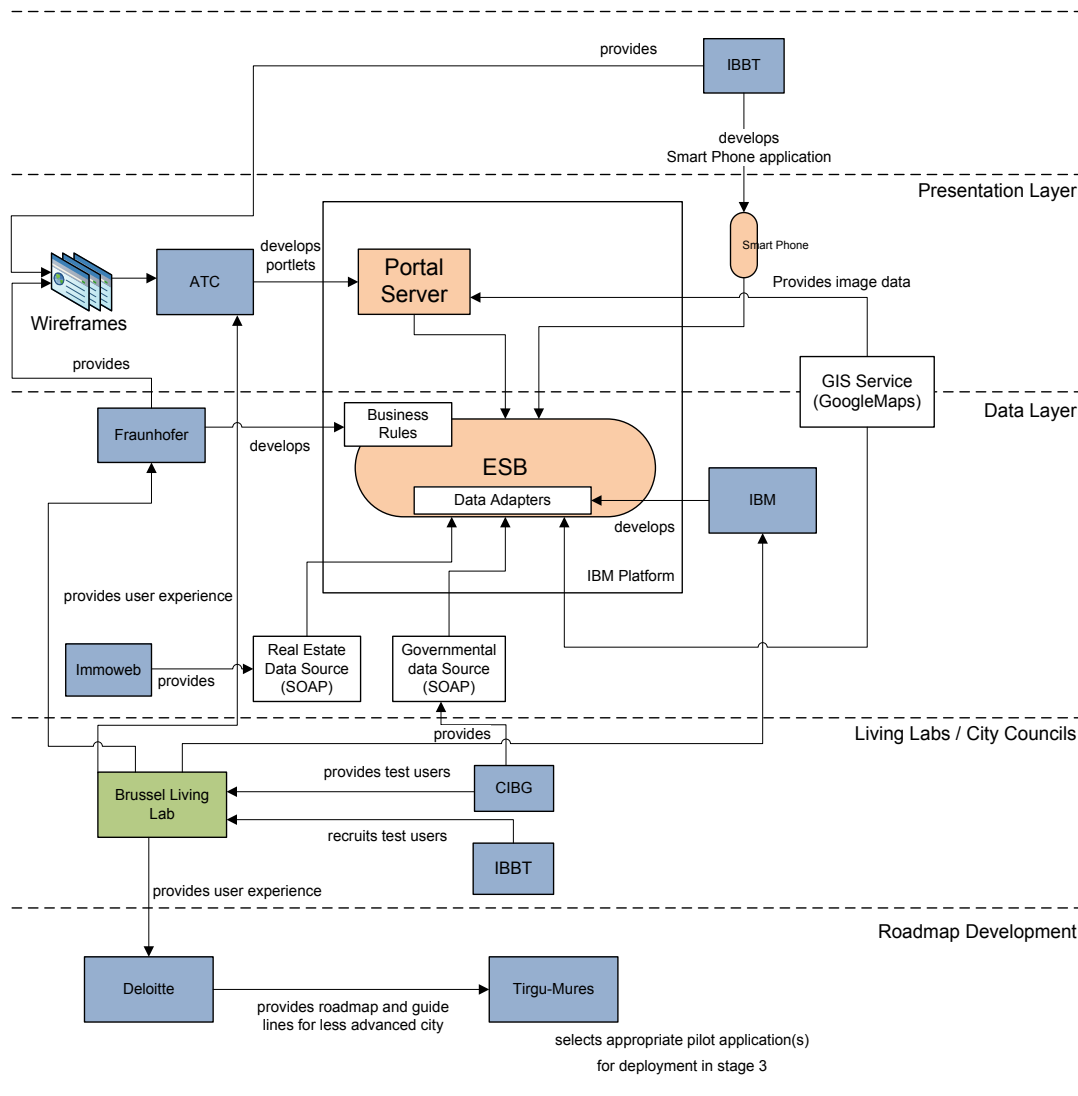 provides
IBBT
develops
Smart Phone application
Presentation Layer
develops
portlets
Portal
Server
Smart Phone
ATC
Provides image data
Wireframes
provides
GIS Service
(GoogleMaps)
Data Layer
Business
Rules
Fraunhofer
develops
ESB
Data Adapters
IBM
develops
IBM Platform
provides user experience
Real Estate
Data Source
(SOAP)
Governmental
data Source
(SOAP)
Immoweb
provides
provides
Living Labs / City Councils
provides test users
CIBG
Brussel Living
Lab
recruits test users
IBBT
provides user experience
Roadmap Development
Deloitte
Tirgu-Mures
provides roadmap and guide
lines for less advanced city
selects appropriate pilot application(s)
for deployment in stage 3